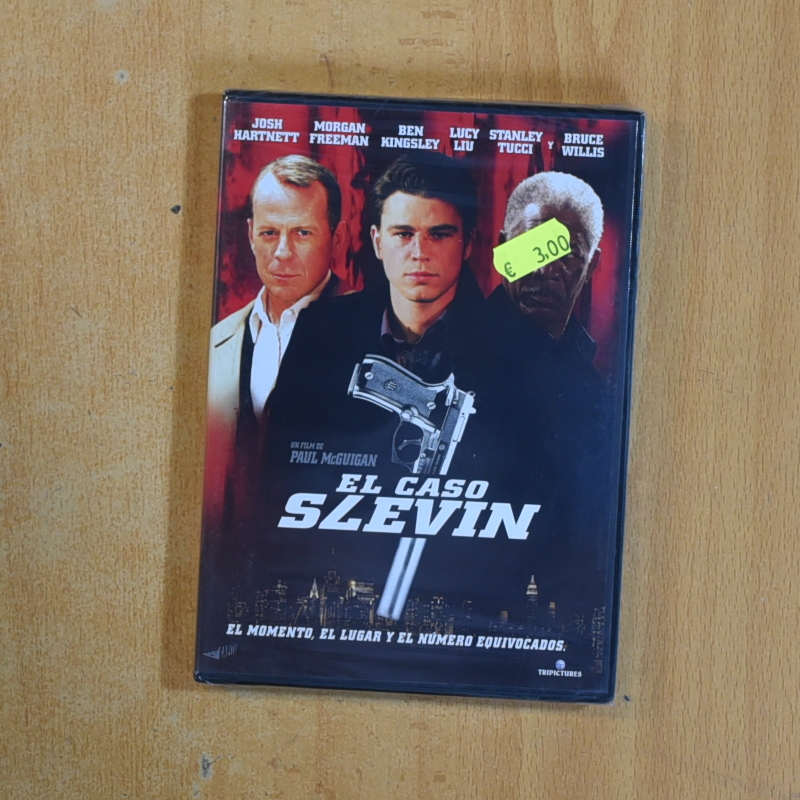 JOSH HARTNETT
MORGAN FREEMAN
BEN KINGSLEY
LUCY LIU
STANLEY TUCCI
Y
BRUCE WILLIS
€ 3,00
UN FILM DE
PAUL McGUIGAN
EL CASO
SLEVIN
EL MOMENTO, EL LUGAR Y EL NÚMERO EQUIVOCADOS.
TRIPICTURES